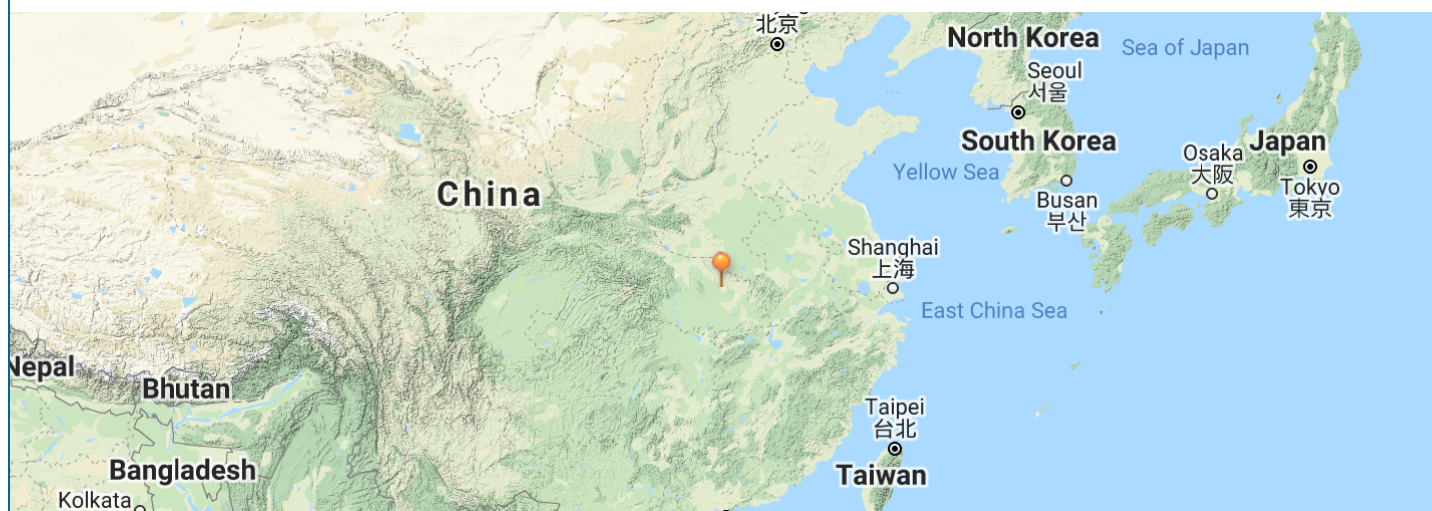 北京
North Korea
Sea of Japan
Seoul
서울
South Korea
Japan
Osaka
大阪
Yellow Sea
Tokyo
東京
China
Busan
부산
Shanghai
上海
East China Sea
Nepal
Bhutan
Taipei
台北
Bangladesh
Taiwan
Kolkata